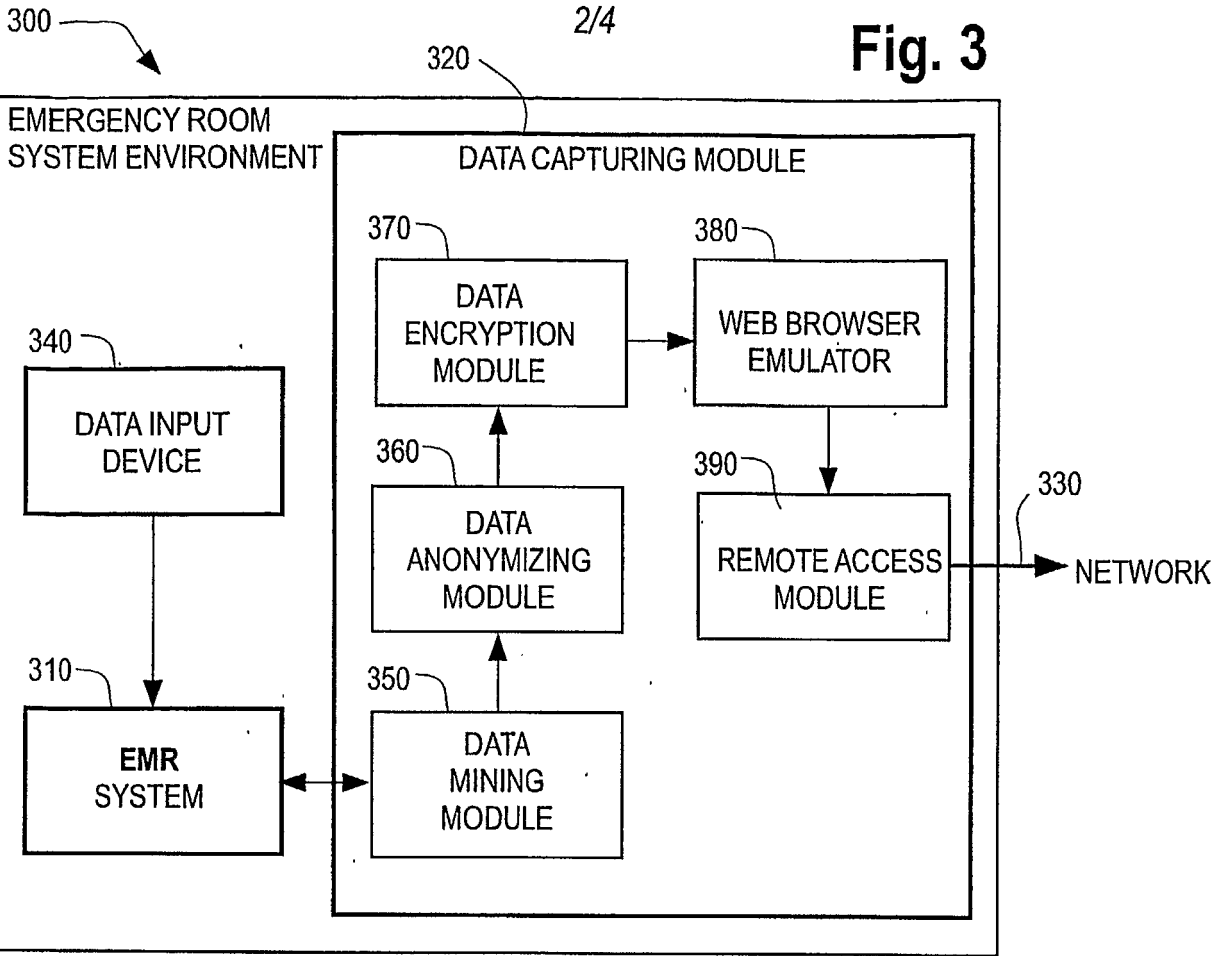 300
2/4
Fig. 3
320
EMERGENCY ROOM
SYSTEM ENVIRONMENT
DATA CAPTURING MODULE
370
DATA
ENCRYPTION
MODULE
380
WEB BROWSER
EMULATOR
340
DATA INPUT
DEVICE
360
DATA
ANONYMIZING
MODULE
390
REMOTE ACCESS
MODULE
330
NETWORK
310
EMR
SYSTEM
350
DATA
MINING
MODULE